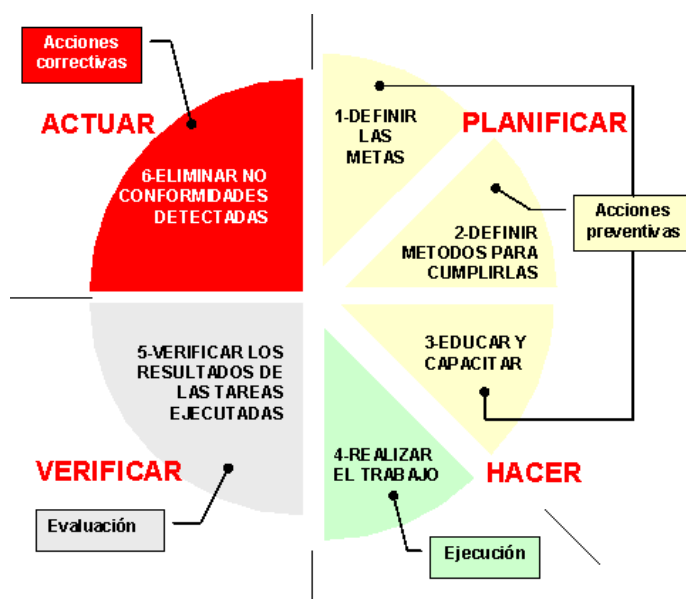 Acciones
correctivas
ACTUAR
6-ELIMINAR NO
CONFORMIDADES
DETECTADAS
1-DEFINIR
LAS
METAS
PLANIFICAR
2-DEFINIR
METODOS PARA
CUMPLIRLAS
Acciones
preventivas
3-EDUCAR Y
CAPACITAR
HACER
4-REALIZAR
EL TRABAJO
Ejecución
5-VERIFICAR LOS
RESULTADOS DE
LAS TAREAS
EJECUTADAS
VERIFICAR
Evaluación